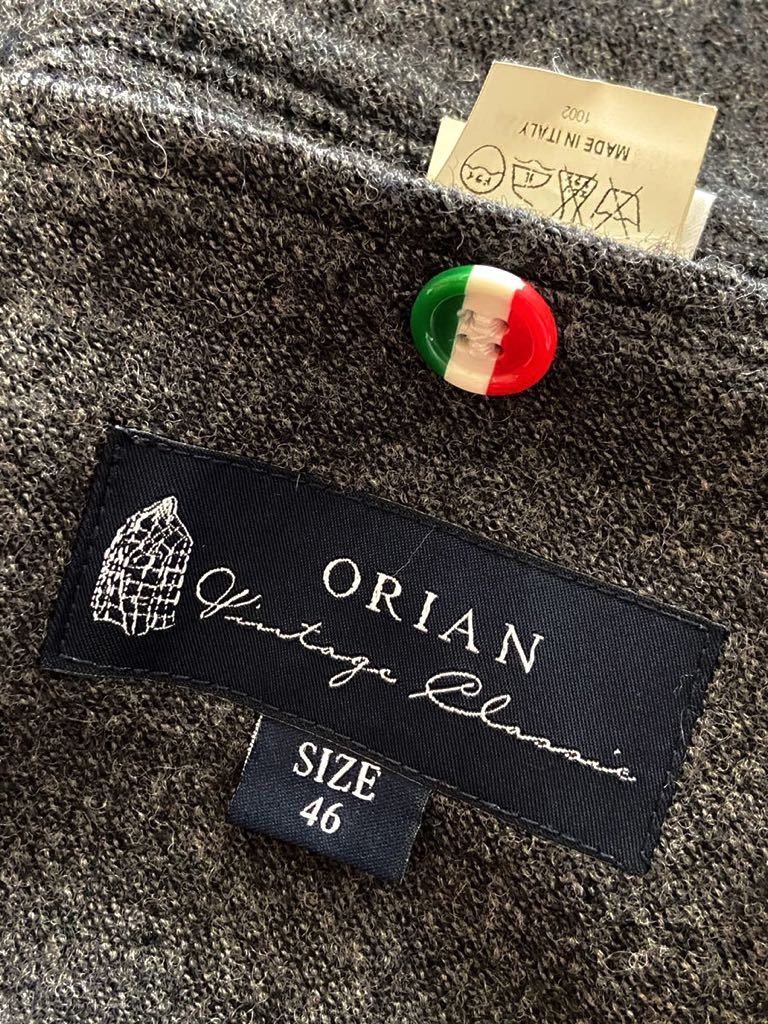 MADE IN ITALY
1002
ORIAN
Vintage Classic
SIZE
46